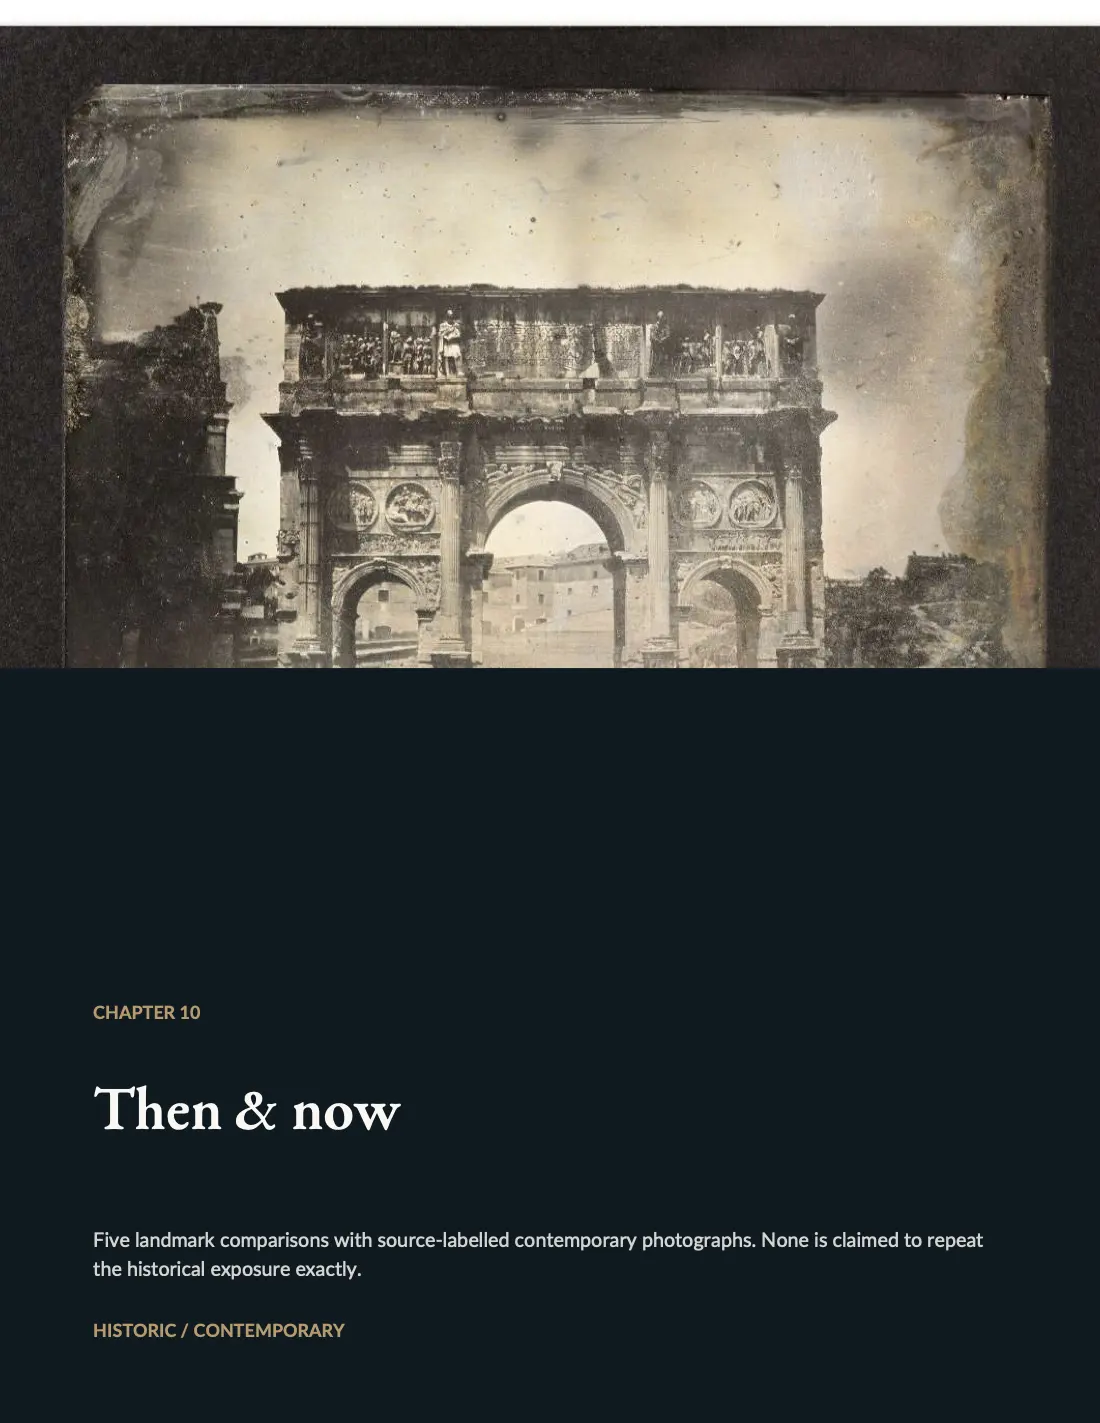 CHAPTER 10
Then & now
Five landmark comparisons with source-labelled contemporary photographs. None is claimed to repeat
the historical exposure exactly.
HISTORIC / CONTEMPORARY